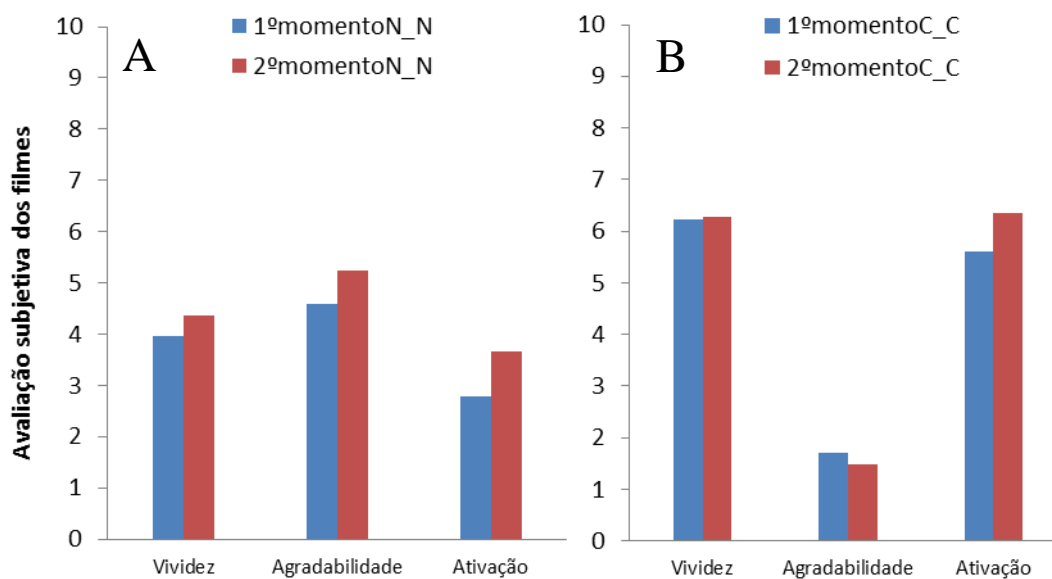 Avaliação subjetiva dos filmes
A
1ºmomentoN_N
2ºmomentoN_N
10
9
8
7
6
5
4
3
2
1
0
Vividez Agradabilidade Ativação
B
1ºmomentoC_C
2ºmomentoC_C
10
9
8
7
6
5
4
3
2
1
0
Vividez Agradabilidade Ativação